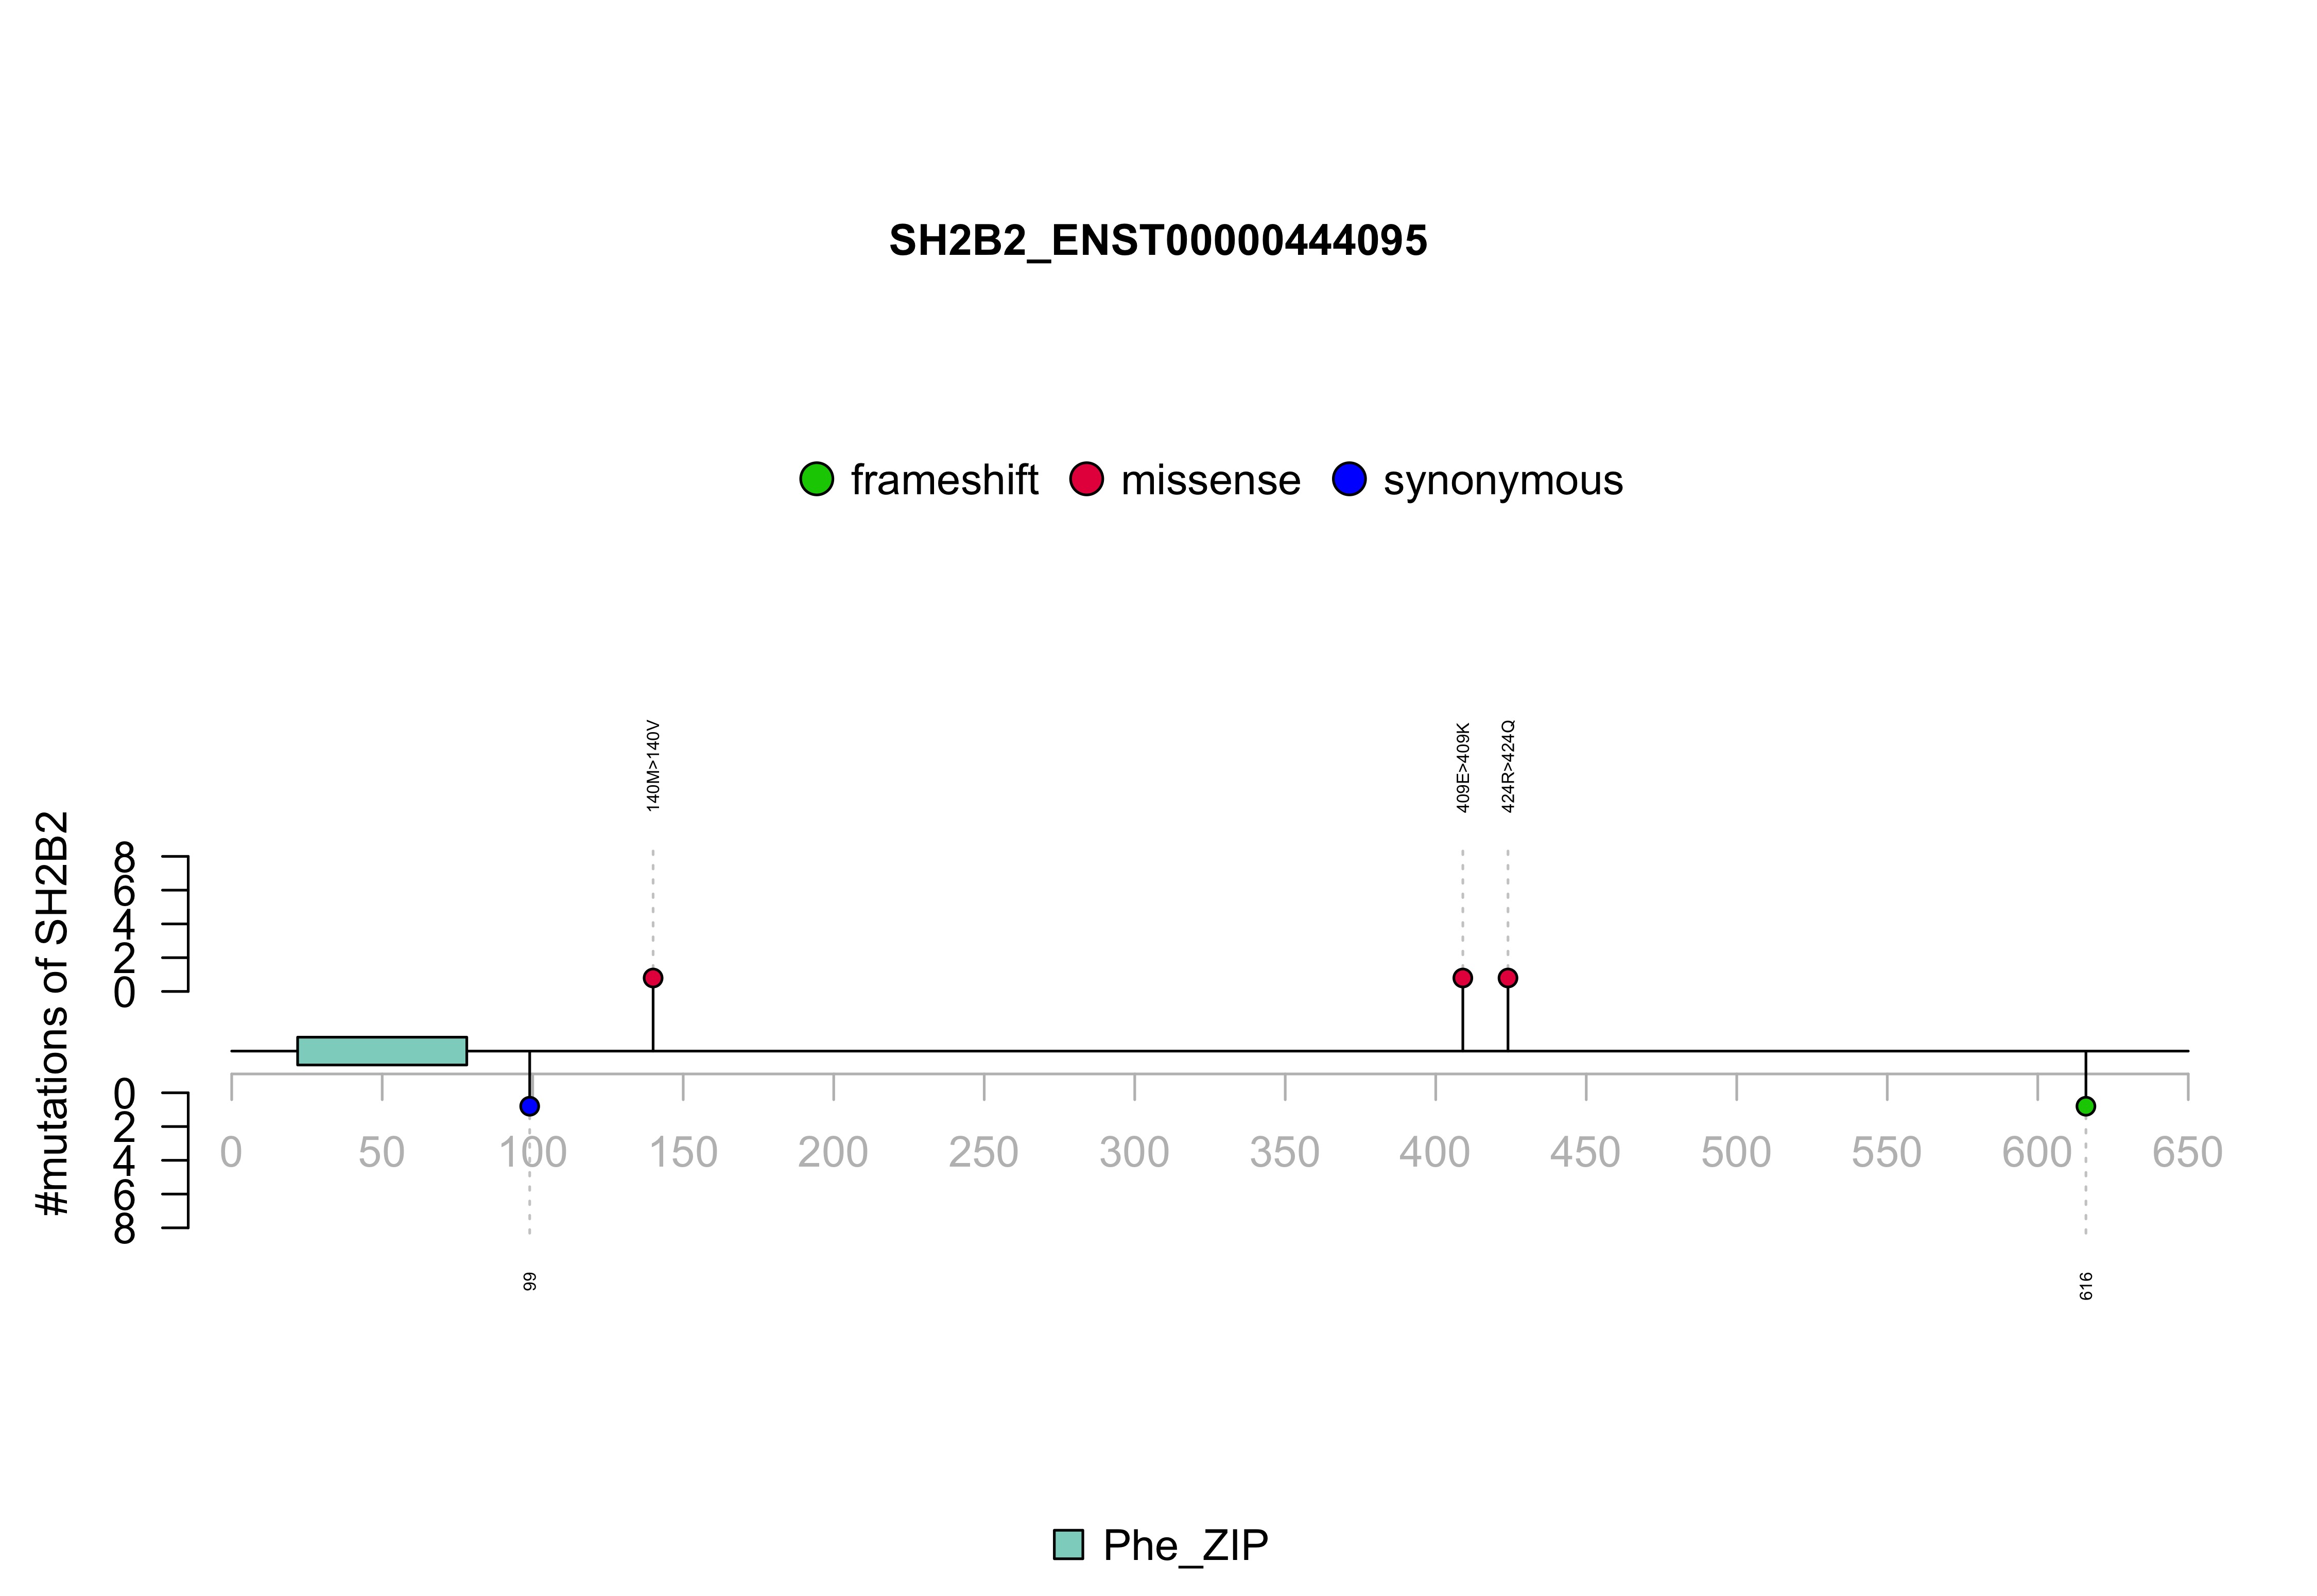 SH2B2_ENST00000444095
frameshift missense synonymous
140M>140V 409E>409K 424R>424Q
#mutations of SH2B2
8
6
4
2
0
0
2
4
6
8
0 50 100 150 200 250 300 350 400 450 500 550 600 650
99 616
Phe_ZIP